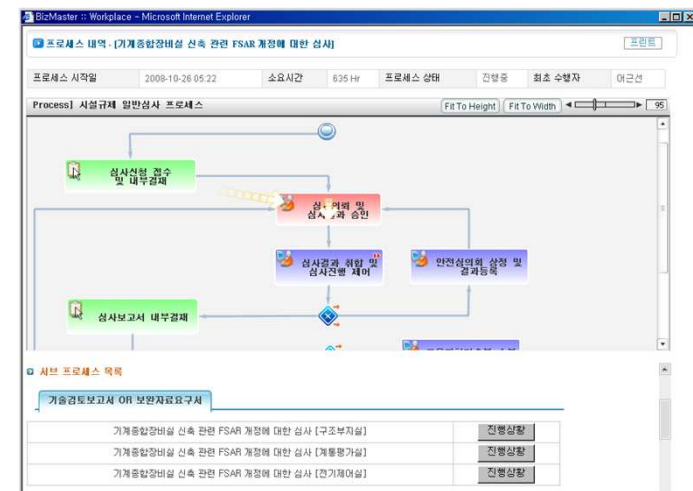 BizMaster :: Workplace - Microsoft Internet Explorer
프로세스 내역 - [기계종합장비실 신축 관련 FSAR 개정에 대한 심사]
프린트
프로세스 시작일 2008-10-26 05:22 소요시간 635 Hr 프로세스 상태 진행중 최초 수행자 어근선
Process] 시설규제 일반심사 프로세스 Fit To Height Fit To Width 95
심사신청 접수
및 내부결재
심사의뢰 및
심사결과 승인
심사결과 취합 및
심사진행 제어
안전심의회 상정 및
결과등록
심사보고서 내부결재
서브 프로세스 목록
기술검토보고서 OR 보완자료요구서
기계종합장비실 신축 관련 FSAR 개정에 대한 심사 [구조부지실] 진행상황
기계종합장비실 신축 관련 FSAR 개정에 대한 심사 [계통평가실] 진행상황
기계종합장비실 신축 관련 FSAR 개정에 대한 심사 [전기제어실] 진행상황